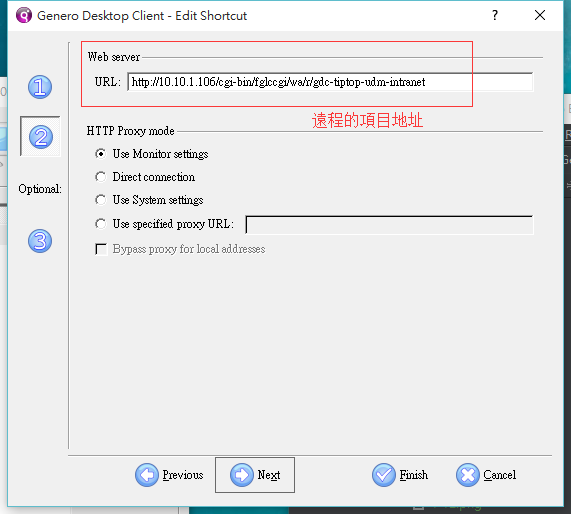 Genero Desktop Client - Edit Shortcut
Web server
URL: http://10.10.1.106/cgi-bin/fglccgi/wa/r/gdc-tiptop-udm-intranet
遠程的項目地址
1
2
Optional:
3
HTTP Proxy mode
Use Monitor settings
Direct connection
Use System settings
Use specified proxy URL:
Bypass proxy for local addresses
Previous
Next
Finish
Cancel